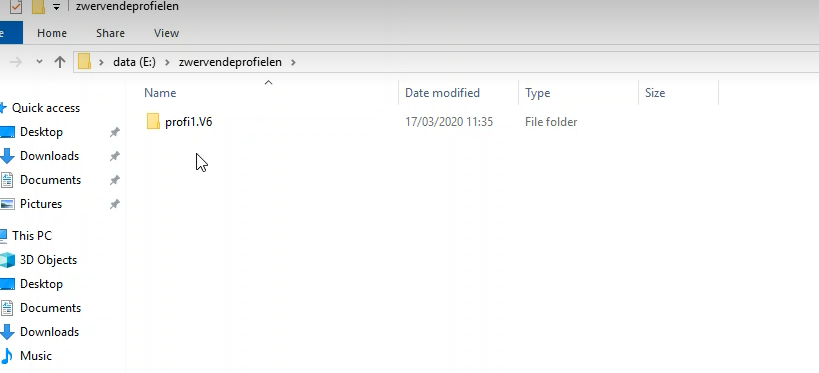 zwervendeprofielen
e Home Share View
data (E:) zwervendeprofielen
Name Date modified Type Size
profi1.V6 17/03/2020 11:35 File folder
Quick access
Desktop
Downloads
Documents
Pictures
This PC
3D Objects
Desktop
Documents
Downloads
Music